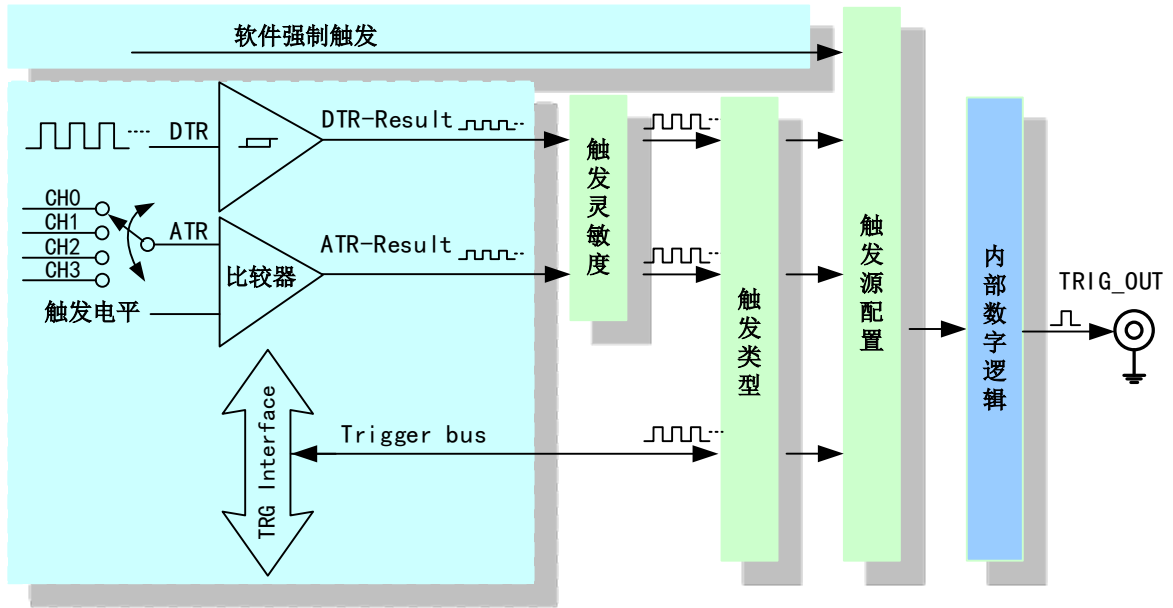 软件强制触发
DTR
DTR-Result
CH0
CH1
CH2
CH3
ATR
ATR-Result
比较器
触发电平
TRG Interface
Trigger bus
触发灵敏度
触发类型
触发源配置
内部数字逻辑
TRIG_OUT